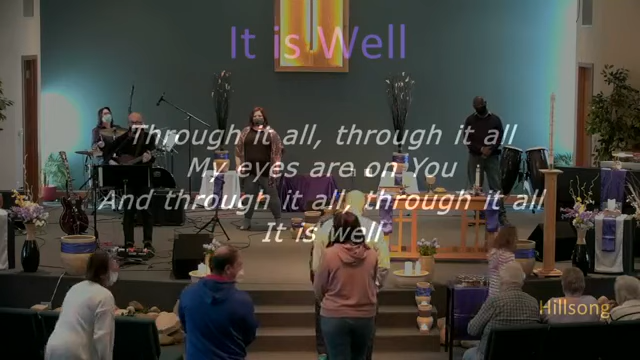 It is Well
Through it all, through it all
My eyes are on You
And through it all, through it all
It is well
Hillsong